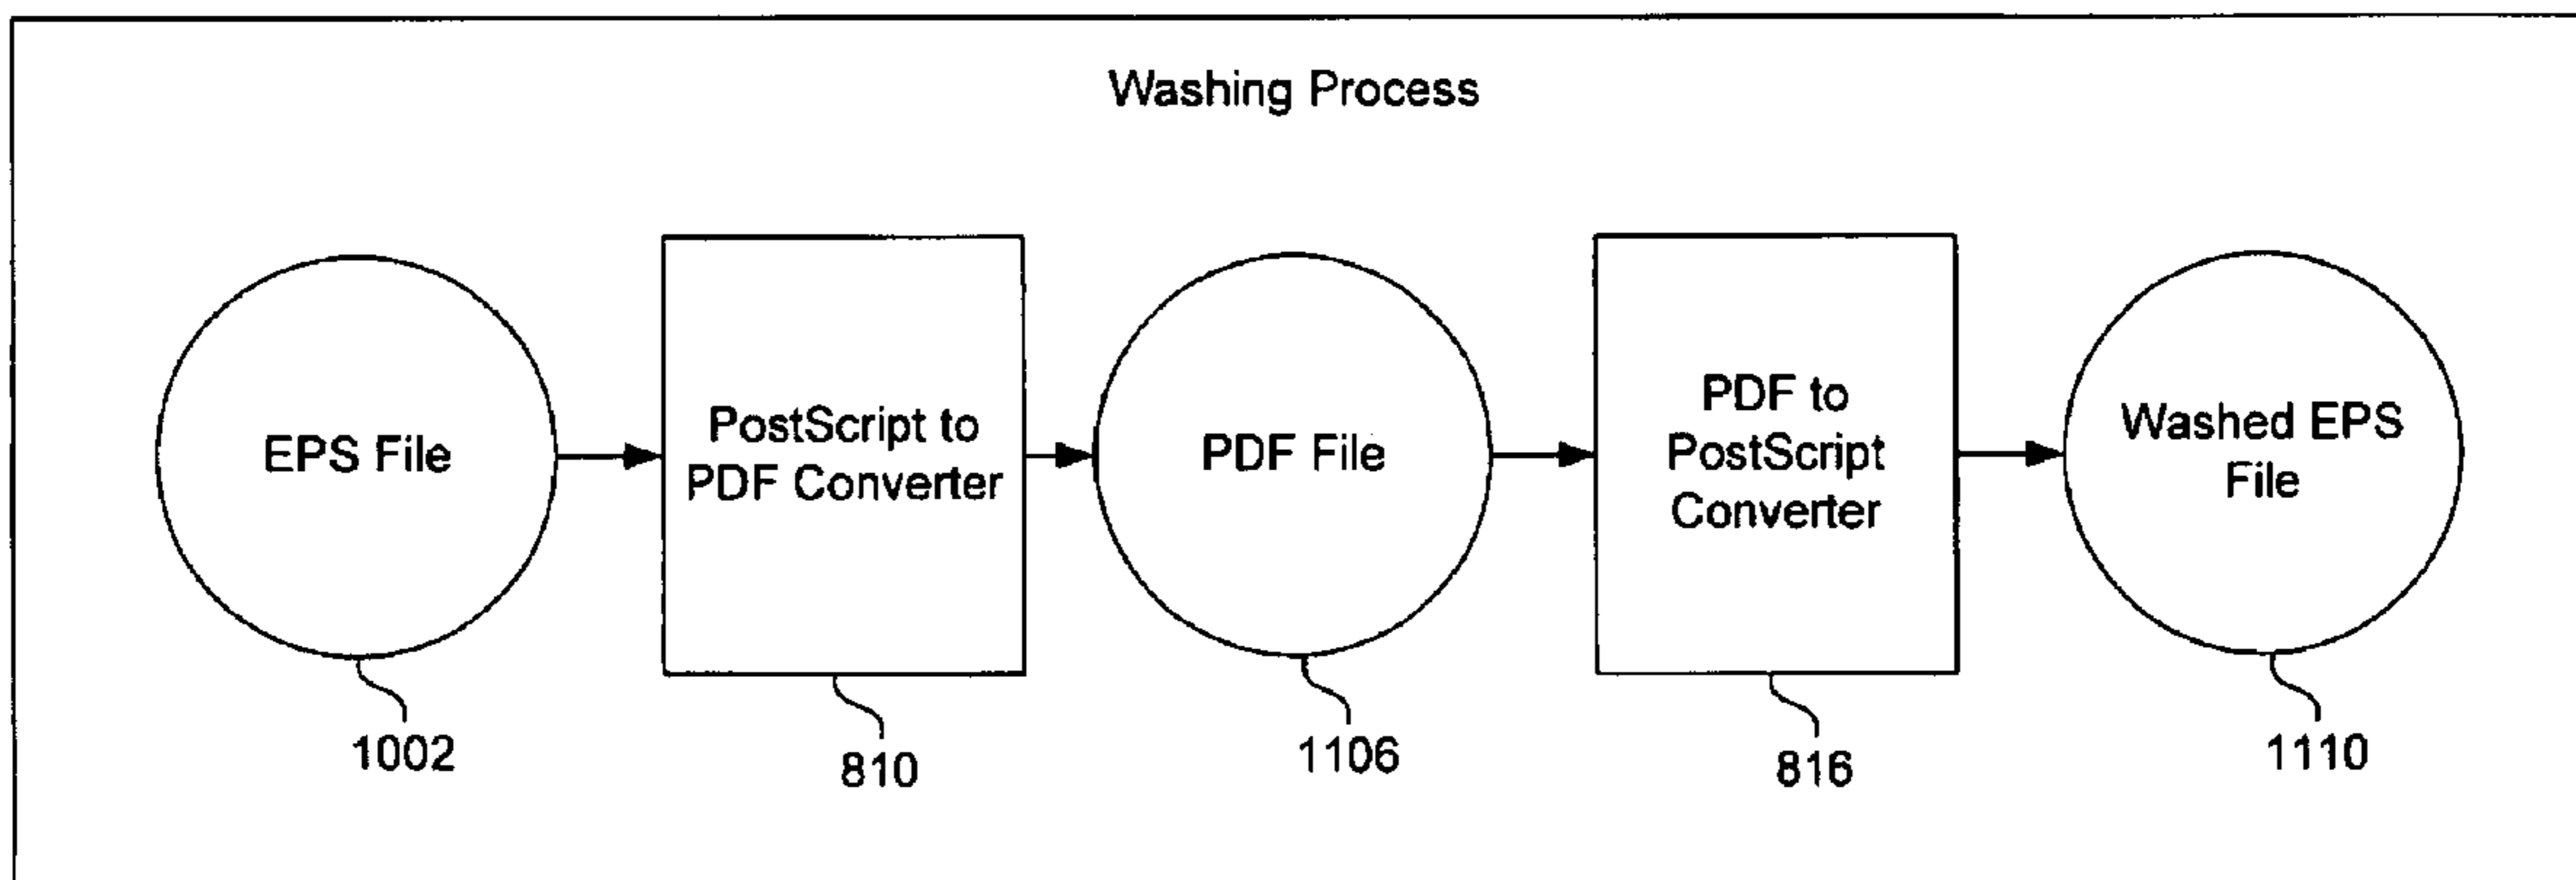 Washing Process
EPS File
PostScript to
PDF Converter
PDF File
PDF to
PostScript
Converter
Washed EPS
File
1002
810
1106
816
1110